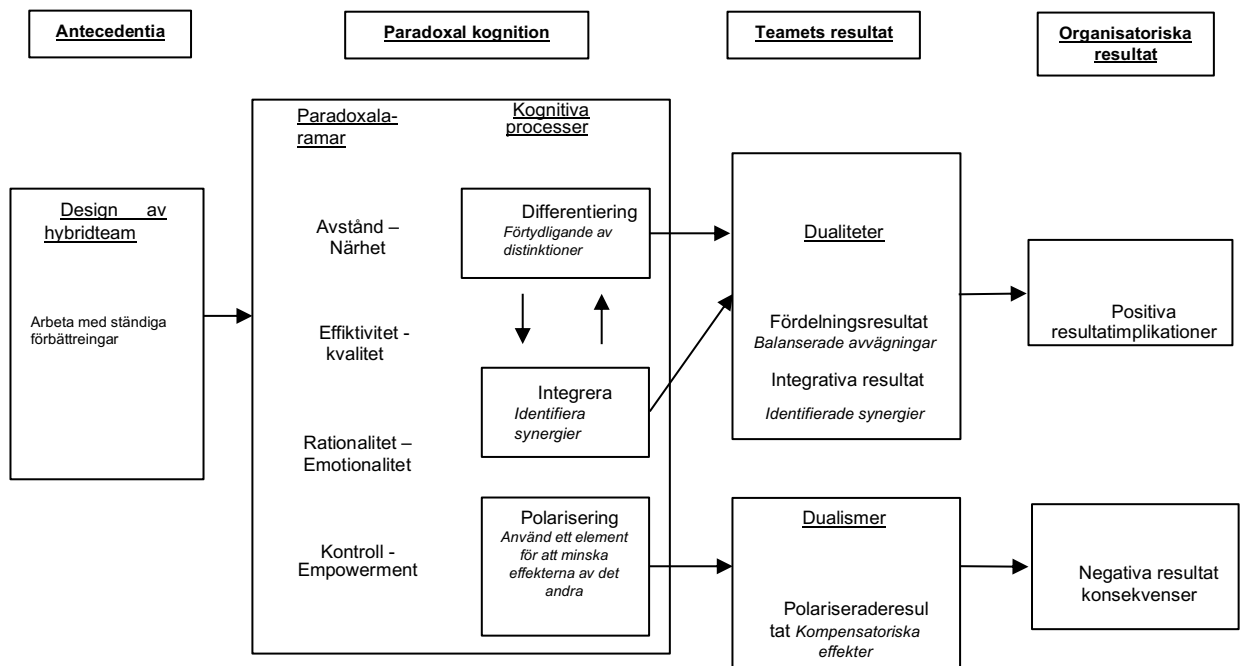 Antecedentia
Paradoxal kognition
Teamets resultat
Organisatoriska
resultat
Paradoxala-
ramar
Kognitiva
processer
Design av
hybridteam
Arbeta med ständiga
förbättreingar
Avstånd –
Närhet
Effiktivitet -
kvalitet
Rationalitet –
Emotionalitet
Kontroll -
Empowerment
Differentiering
Förtydligande av
distinktioner
Integrera
Identifiera
synergier
Polarisering
Använd ett element
för att minska
effekterna av det
andra
Dualiteter
Fördelningsresultat
Balanserade avvägningar
Integrativa resultat
Identifierade synergier
Dualismer
Polariseraderesul
tat Kompensatoriska
effekter
Positiva
resultatimplikationer
Negativa resultat
konsekvenser